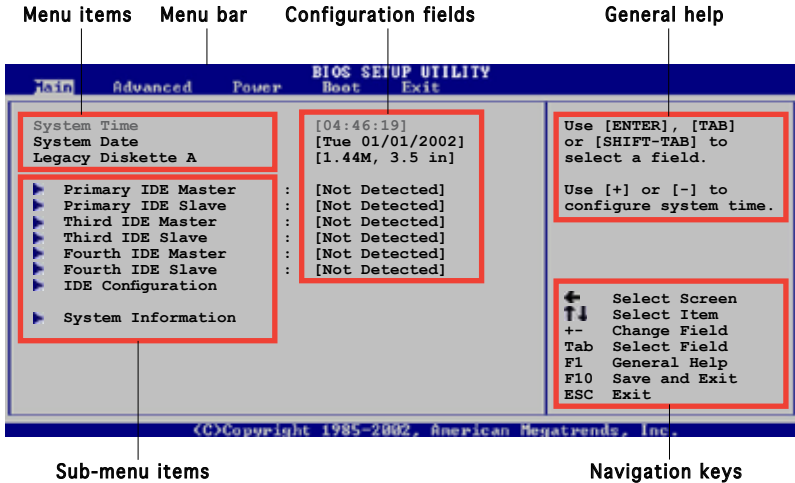 Menu items Menu bar Configuration fields General help
BIOS SETUP UTILITY
Main Advanced Power Boot Exit
System Time [04:46:19]
System Date [Tue 01/01/2002]
Legacy Diskette A [1.44M, 3.5 in]
Primary IDE Master : [Not Detected]
Primary IDE Slave : [Not Detected]
Third IDE Master : [Not Detected]
Third IDE Slave : [Not Detected]
Fourth IDE Master : [Not Detected]
Fourth IDE Slave : [Not Detected]
IDE Configuration
System Information
Use [ENTER], [TAB]
or [SHIFT-TAB] to
select a field.
Use [+] or [-] to
configure system time.
← Select Screen
↑↓ Select Item
+- Change Field
Tab Select Field
F1 General Help
F10 Save and Exit
ESC Exit
(C)Copyright 1985-2002, American Megatrends, Inc.
Sub-menu items Navigation keys